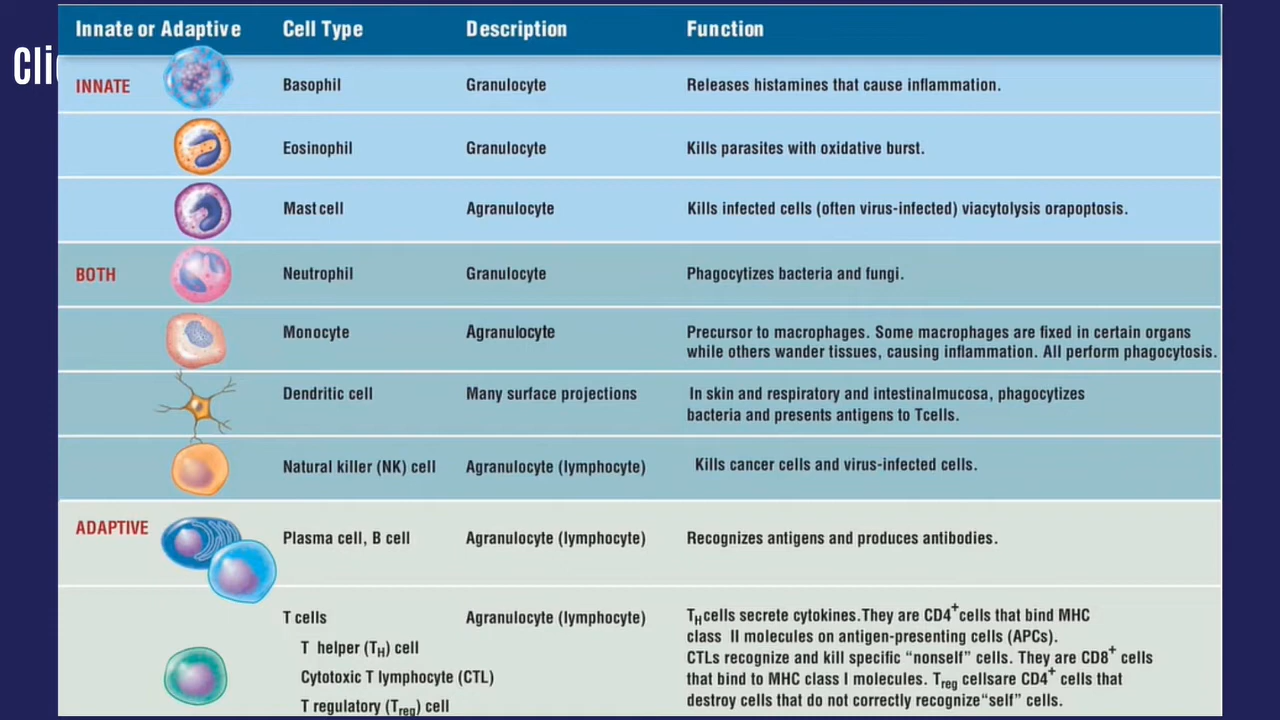 Innate or Adaptive Cell Type Description Function
Cli
INNATE Basophil Granulocyte Releases histamines that cause inflammation.
Eosinophil Granulocyte Kills parasites with oxidative burst.
Mast cell Agranulocyte Kills infected cells (often virus-infected) viacytolysis orapoptosis.
BOTH Neutrophil Granulocyte Phagocytizes bacteria and fungi.
Monocyte Agranulocyte Precursor to macrophages. Some macrophages are fixed in certain organs
while others wander tissues, causing inflammation. All perform phagocytosis.
Dendritic cell Many surface projections In skin and respiratory and intestinalmucosa, phagocytizes
bacteria and presents antigens to Tcells.
Natural killer (NK) cell Agranulocyte (lymphocyte) Kills cancer cells and virus-infected cells.
ADAPTIVE Plasma cell, B cell Agranulocyte (lymphocyte) Recognizes antigens and produces antibodies.
T cells Agranulocyte (lymphocyte) THcells secrete cytokines.They are CD4+cells that bind MHC
class II molecules on antigen-presenting cells (APCs).
T helper (TH) cell
CTLs recognize and kill specific “nonself” cells. They are CD8+ cells
Cytotoxic T lymphocyte (CTL) that bind to MHC class I molecules. Treg cellsare CD4+ cells that
T regulatory (Treg) cell destroy cells that do not correctly recognize“self” cells.